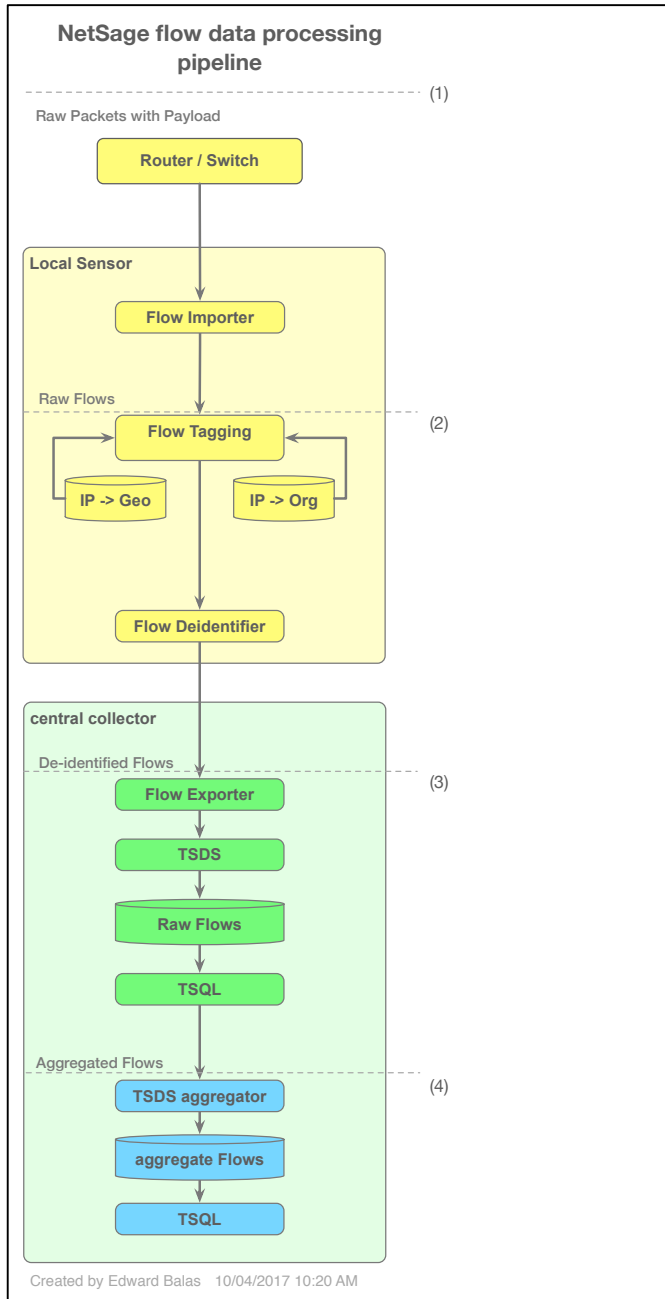 NetSage flow data processing
pipeline
(1)
Raw Packets with Payload
Router / Switch
Local Sensor
Flow Importer
Raw Flows
(2)
Flow Tagging
IP -> Geo
IP -> Org
Flow Deidentifier
central collector
De-identified Flows
(3)
Flow Exporter
TSDS
Raw Flows
TSQL
Aggregated Flows
(4)
TSDS aggregator
aggregate Flows
TSQL
Created by Edward Balas 10/04/2017 10:20 AM